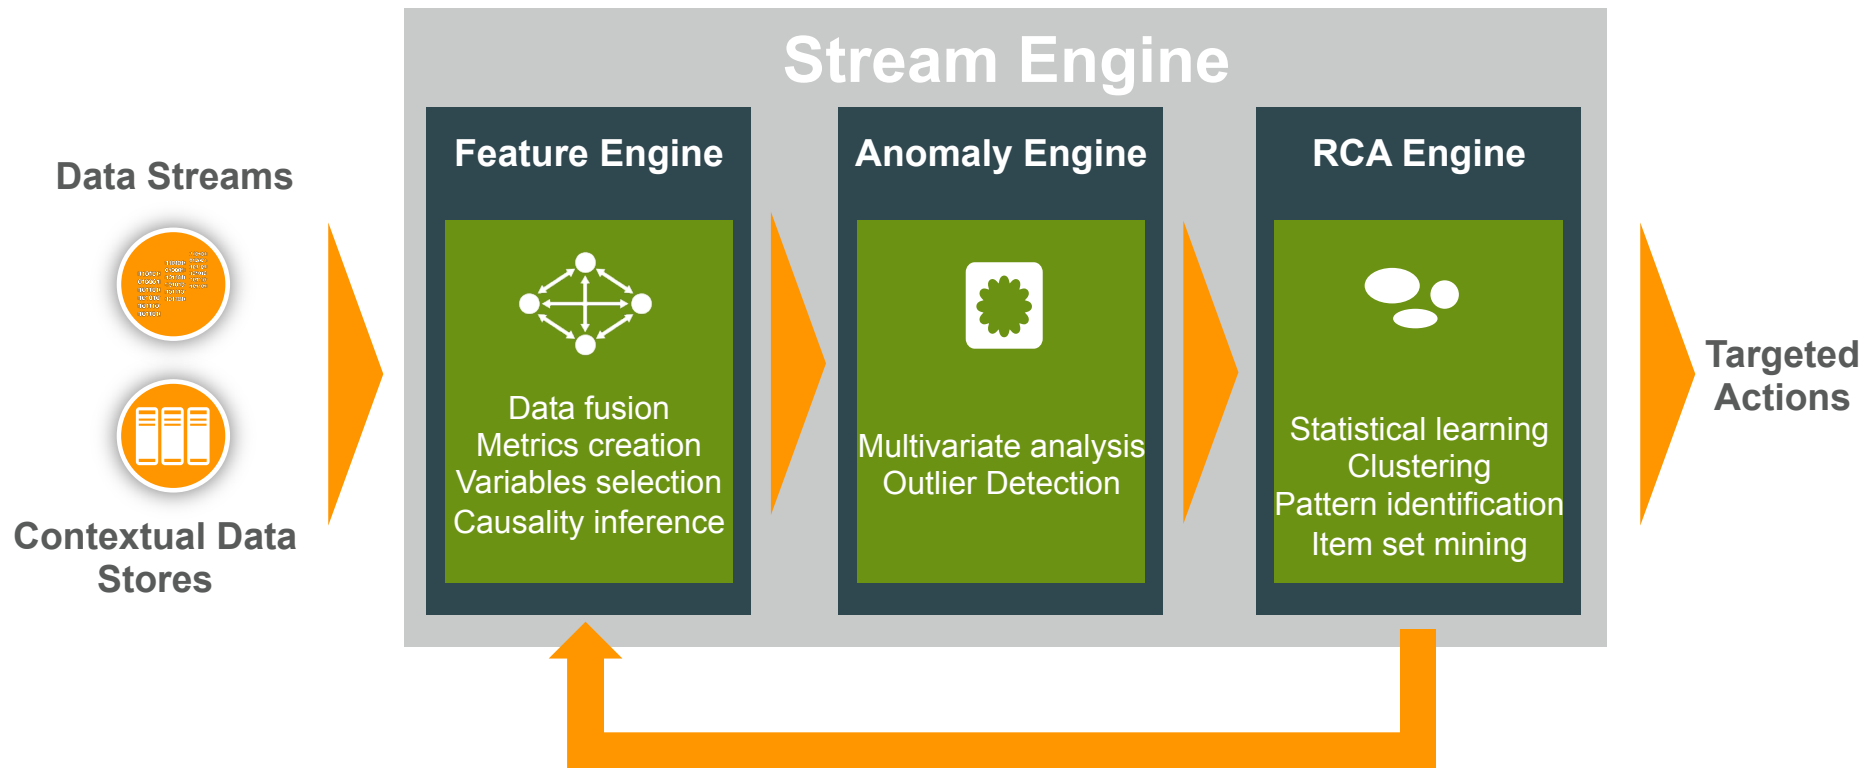 Stream Engine
Data Streams
Contextual Data
Stores
Feature Engine
Data fusion
Metrics creation
Variables selection
Causality inference
Anomaly Engine
Multivariate analysis
Outlier Detection
RCA Engine
Statistical learning
Clustering
Pattern identification
Item set mining
Targeted
Actions